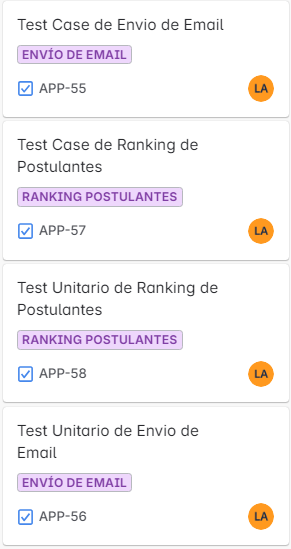 Test Case de Envio de Email
ENVÍO DE EMAIL
APP-55
LA
Test Case de Ranking de
Postulantes
RANKING POSTULANTES
APP-57
LA
Test Unitario de Ranking de
Postulantes
RANKING POSTULANTES
APP-58
LA
Test Unitario de Envio de
Email
ENVÍO DE EMAIL
APP-56
LA